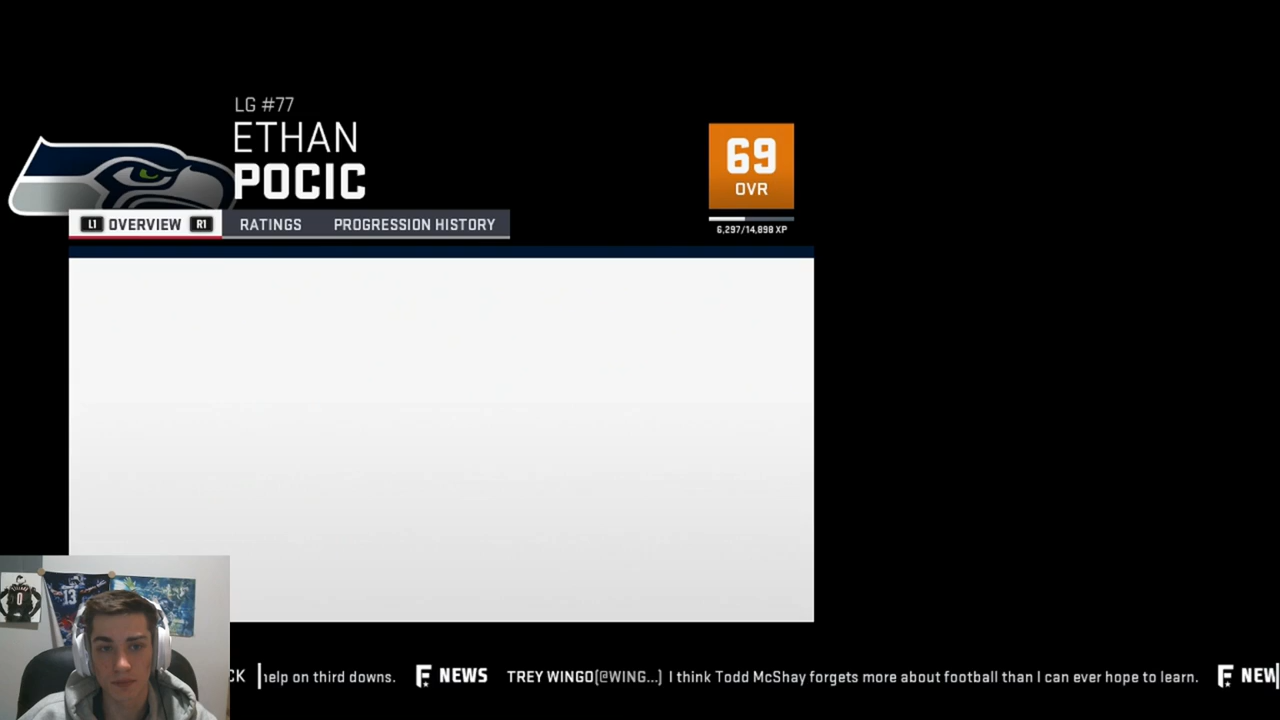 LG #77
ETHAN
POCIC
69
OVR
6,297/14,898 XP
L1 OVERVIEW R1 RATINGS PROGRESSION HISTORY
13
0
CK help on third downs. F NEWS TREY WINGO(@WING...) I think Todd McShay forgets more about football than I can ever hope to learn. F NEW